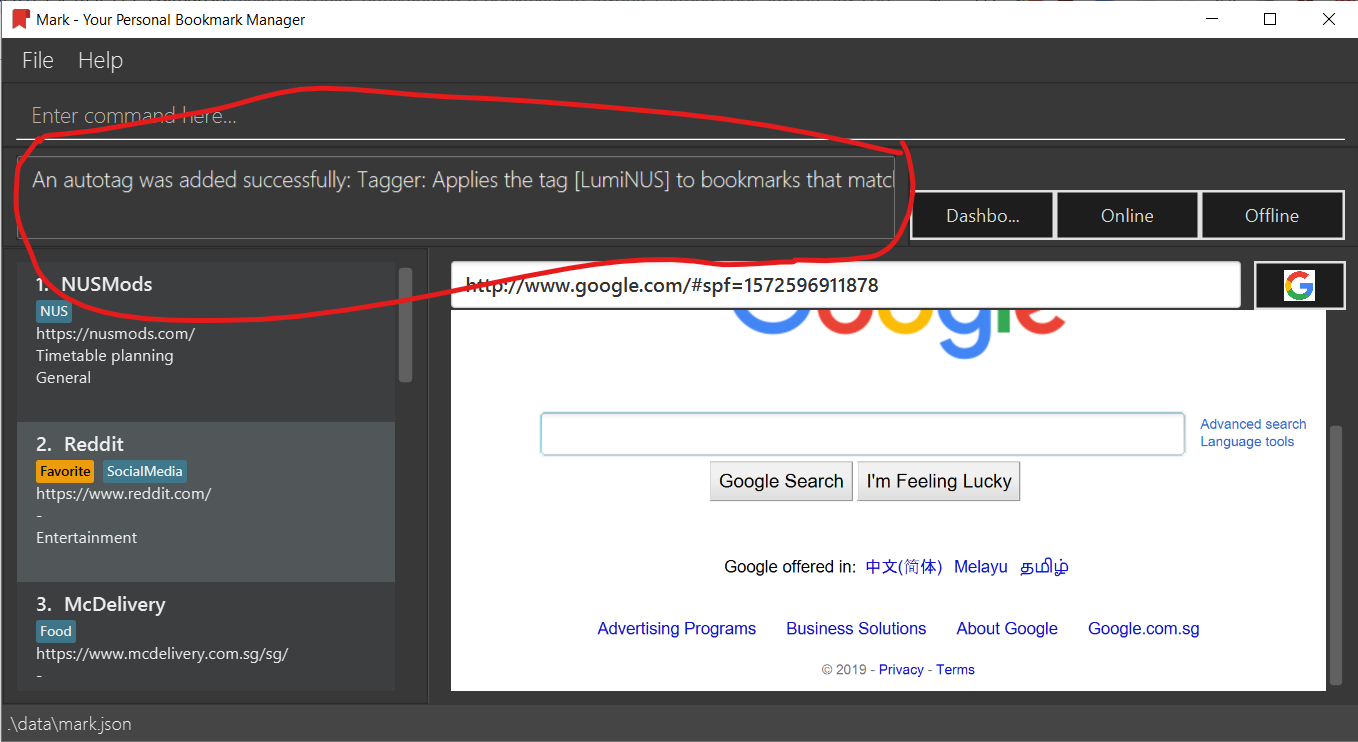 Mark - Your Personal Bookmark Manager
File Help
Enter command here...
An autotag was added successfully: Tagger: Applies the tag [LumiNUS] to bookmarks that matc
Dashbo... Online Offline
1. NUSMods
NUS
https://nusmods.com/
Timetable planning
General
2. Reddit
Favorite SocialMedia
https://www.reddit.com/
-
Entertainment
3. McDelivery
Food
https://www.mcdelivery.com.sg/sg/
-
http://www.google.com/#spf=1572596911878
G
Google
Advanced search
Language tools
Google Search I'm Feeling Lucky
Google offered in: 中文(简体) Melayu தமிழ்
Advertising Programs Business Solutions About Google Google.com.sg
© 2019 - Privacy - Terms
.\data\mark.json